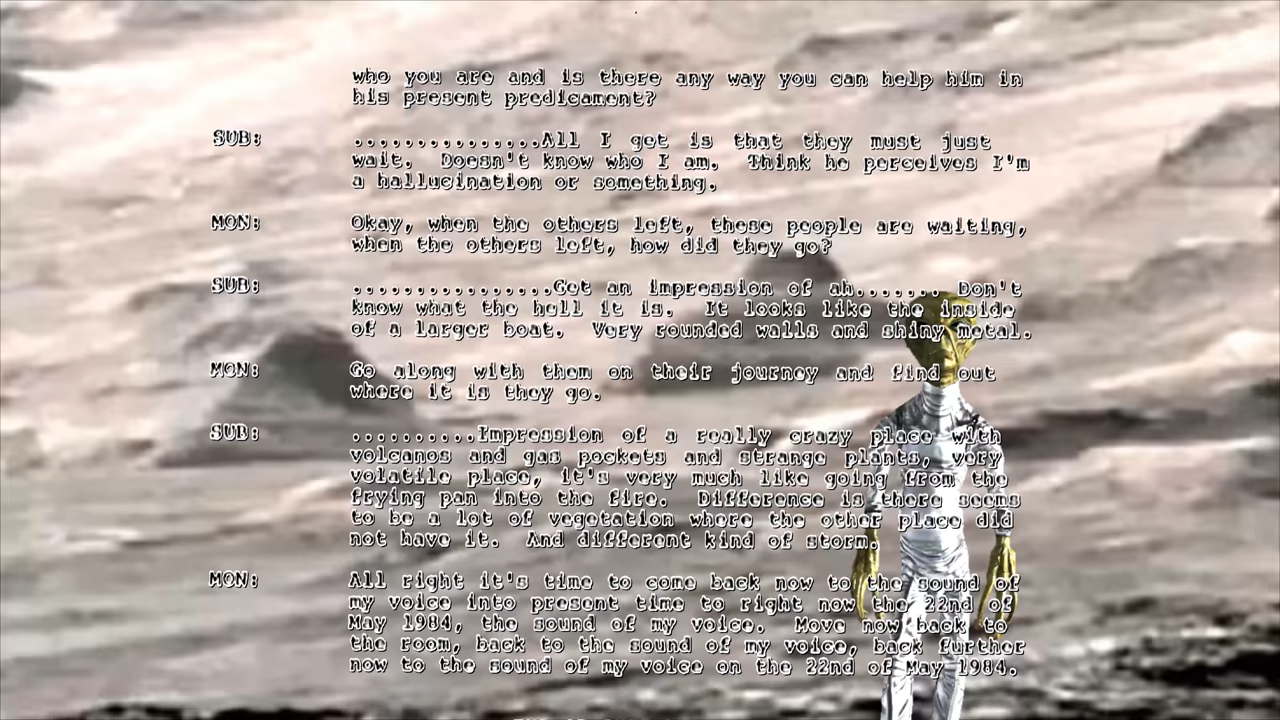 who you are and is there any way you can help him in
his present predicament?
SUB: ...............All I get is that they must just
wait. Doesn't know who I am. Think he perceives I'm
a hallucination or something.
MON: Okay, when the others left, these people are waiting,
when the others left, how did they go?
SUB: ................Get an impression of ah....... Don't
know what the hell it is. It looks like the inside
of a larger boat. Very rounded walls and shiny metal.
MON: Go along with them on their journey and find out
where it is they go.
SUB: ..........Impression of a really crazy place with
volcanos and gas pockets and strange plants, very
volatile place, it's very much like going from the
frying pan into the fire. Difference is there seems
to be a lot of vegetation where the other place did
not have it. And different kind of storm.
MON: All right it's time to come back now to the sound of
my voice into present time to right now the 22nd of
May 1984, the sound of my voice. Move now back to
the room, back to the sound of my voice, back further
now to the sound of my voice on the 22nd of May 1984.